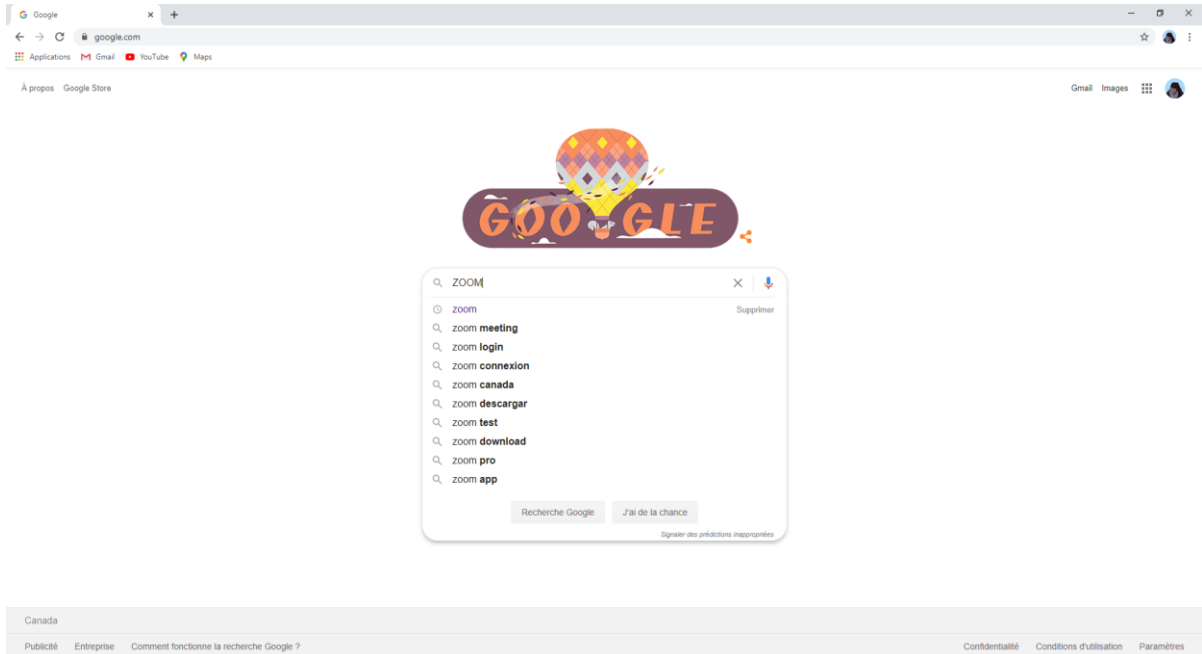 Google
google.com
Applications Gmail YouTube Maps
À propos Google Store Gmail Images
GOOGLE
ZOOM
zoom Supprimer
zoom meeting
zoom login
zoom connexion
zoom canada
zoom descargar
zoom test
zoom download
zoom pro
zoom app
Recherche Google J'ai de la chance
Signaler des prédictions inappropriées
Canada
Publicité Entreprise Comment fonctionne la recherche Google ? Confidentialité Conditions d'utilisation Paramètres